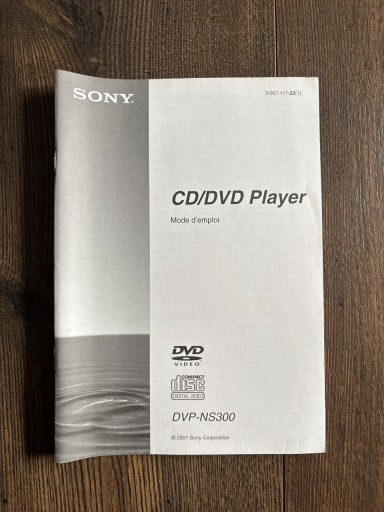 SONY
3-067-117-22(1)
CD/DVD Player
Mode d'emploi
DVD
VIDEO
COMPACT
disc
DIGITAL VIDEO
DVP-NS300
© 2001 Sony Corporation